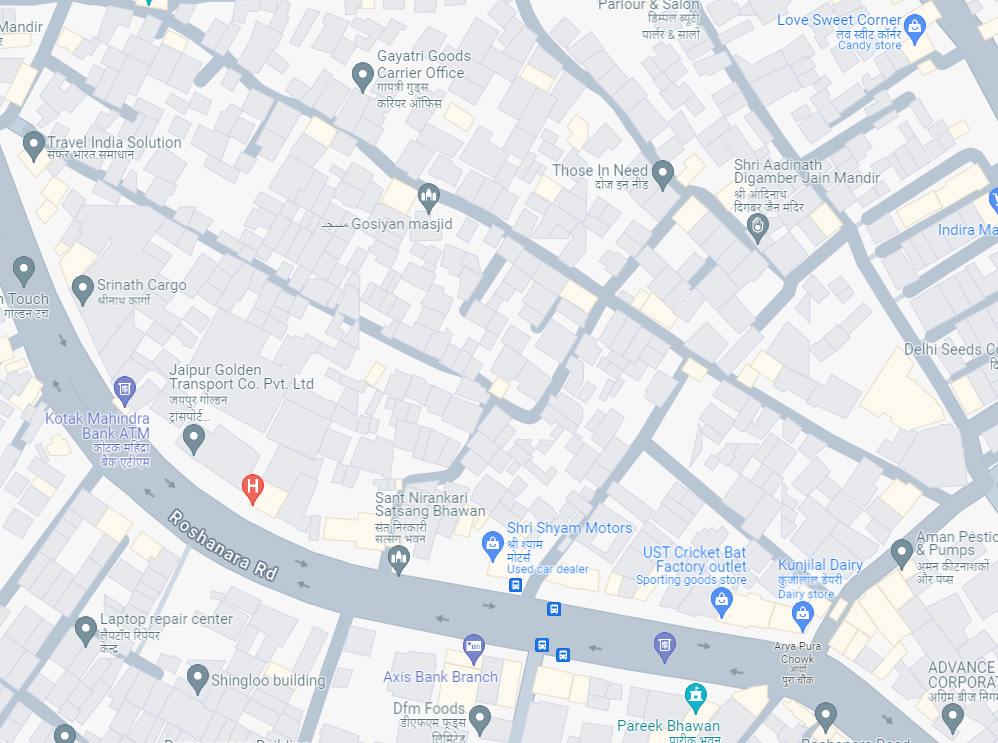 Mandir
Parlour & Salon
डिम्पल ब्यूटी
पार्लर & सालों
Love Sweet Corner
लव स्वीट कॉर्नर
Candy store
Gayatri Goods
Carrier Office
गायत्री गुड्स
करियर ऑफिस
Travel India Solution
सफर भारत समाधान
Those In Need
दोज इन नीड
Shri Aadinath
Digamber Jain Mandir
श्री आदिनाथ
दिगंबर जैन मंदिर
Gosiyan masjid مسجد
Indira Ma
Srinath Cargo
श्रीनाथ कार्गो
n Touch
गोल्डन टच
Delhi Seeds Co
दि
Jaipur Golden
Transport Co. Pvt. Ltd
जयपुर गोल्डन
ट्रांसपोर्ट...
Kotak Mahindra
Bank ATM
कोटक महिंद्रा
बैंक एटीएम
H
Sant Nirankari
Satsang Bhawan
संत निरंकारी
सत्संग भवन
Roshanara Rd
Shri Shyam Motors
श्री श्याम
मोटर्स
Used car dealer
UST Cricket Bat
Factory outlet
Sporting goods store
Kunjilal Dairy
कुंजीलाल डेयरी
Dairy store
Aman Pestic
& Pumps
अमन कीटनाशकों
और पंप्स
Laptop repair center
लैपटॉप रिपेयर
केन्द्र
Arya Pura
Chowk
आर्या
पुरा चौक
Shingloo building
Axis Bank Branch
ADVANCE
CORPORAT
अग्रिम बीज निगम
Dfm Foods
डीएफएम फूड्स
लिमिटेड
Pareek Bhawan
पारीक भवन
Roshanara Road